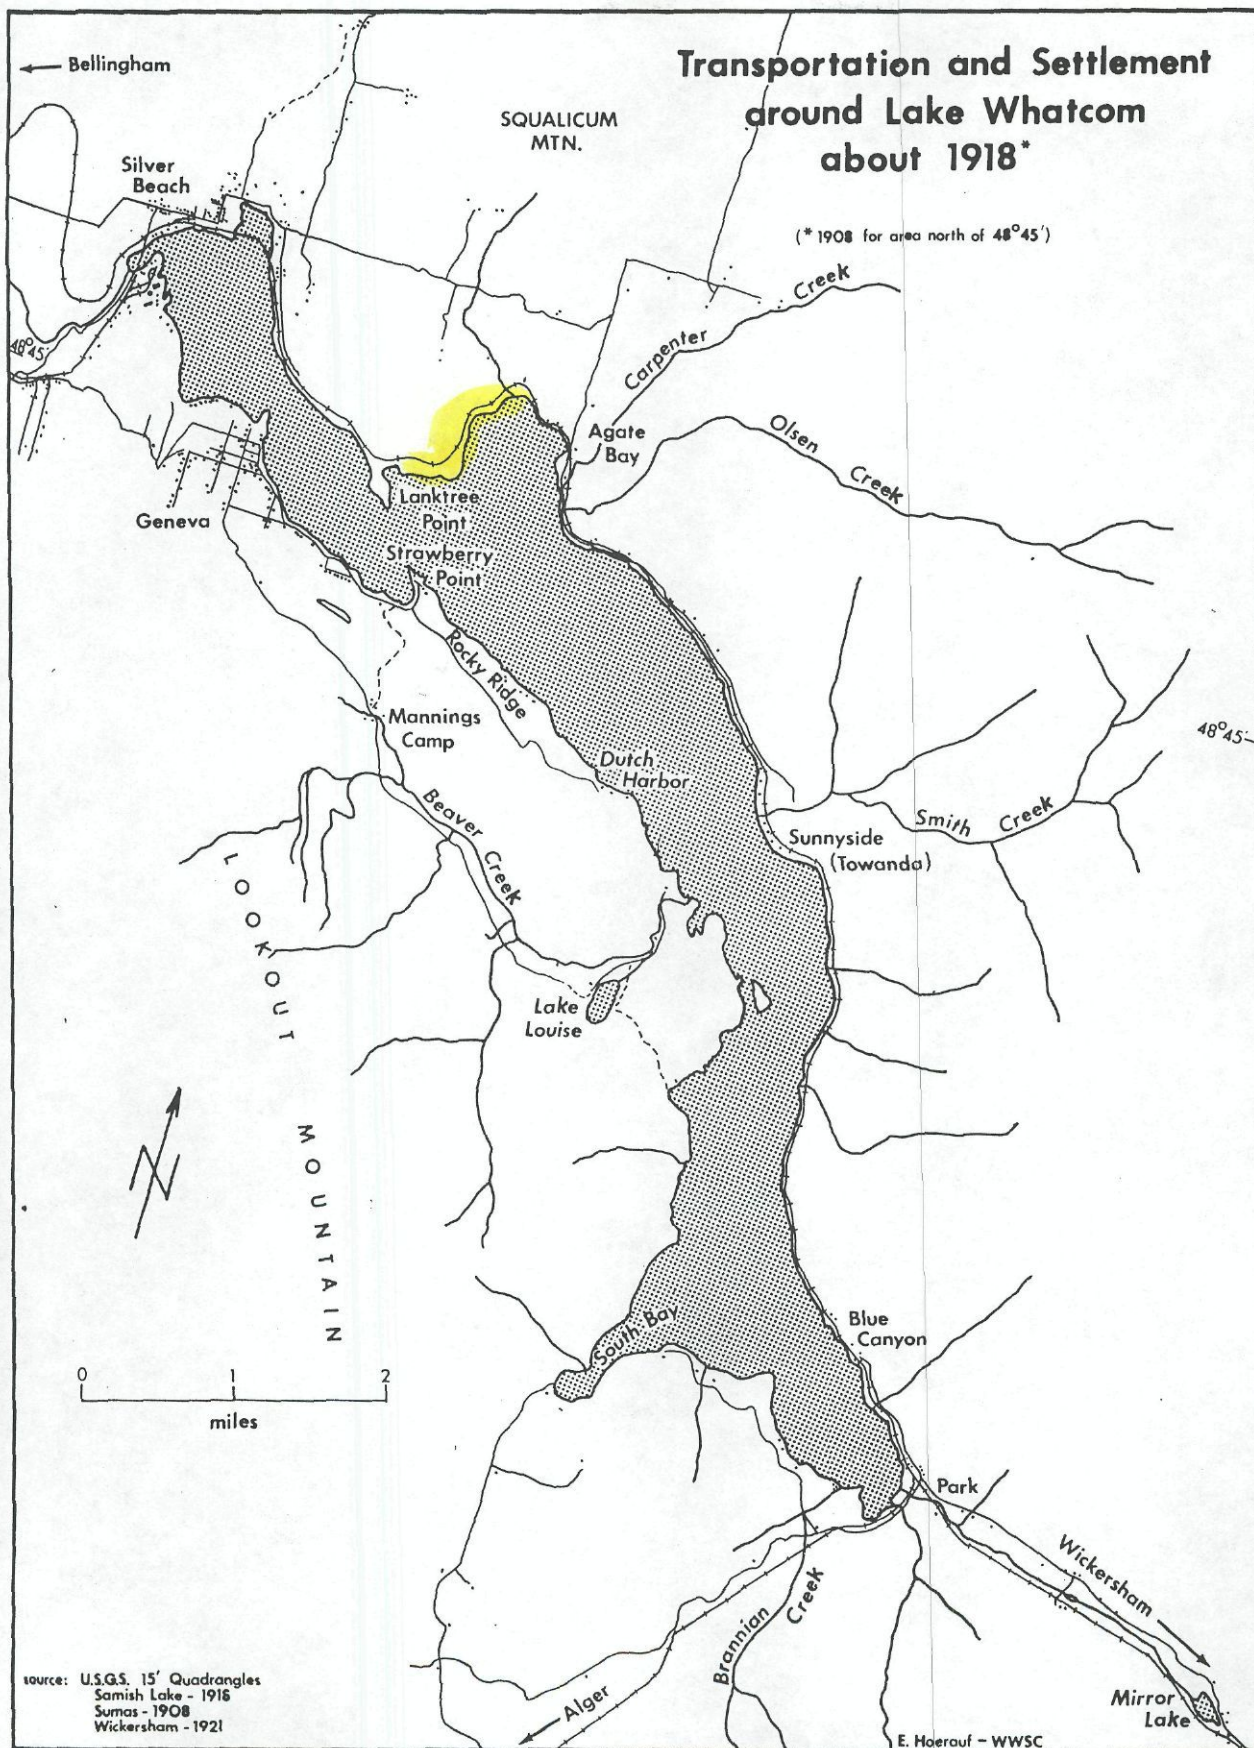 Transportation and Settlement
around Lake Whatcom
about 1918*
(* 1908 for area north of 48°45')
Bellingham
SQUALICUM
MTN.
Silver
Beach
48°45'
Carpenter Creek
Agate
Bay
Olsen Creek
Geneva
Lanktree
Point
Strawberry
Point
Rocky Ridge
Mannings
Camp
48°45'
Dutch
Harbor
Beaver Creek
Smith Creek
Sunnyside
(Towanda)
LOOKOUT MOUNTAIN
Lake
Louise
N
South Bay
Blue
Canyon
0 1 2
miles
Park
Wickersham
Brannian Creek
Alger
Mirror
Lake
source: U.S.G.S. 15' Quadrangles
Samish Lake - 1918
Sumas - 1908
Wickersham - 1921
E. Hoerauf - WWSC